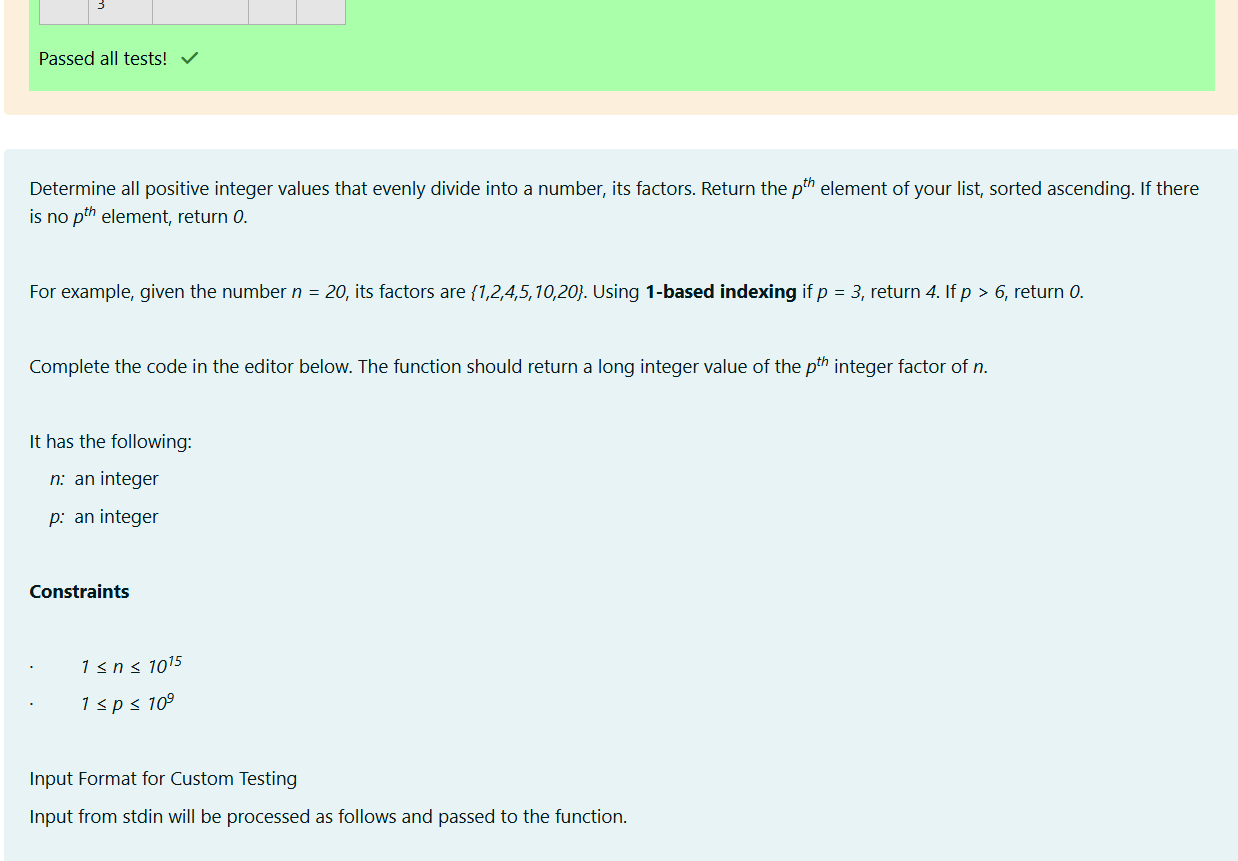 3
Passed all tests! ✓
Determine all positive integer values that evenly divide into a number, its factors. Return the pth element of your list, sorted ascending. If there
is no pth element, return 0.
For example, given the number n = 20, its factors are {1,2,4,5,10,20}. Using 1-based indexing if p = 3, return 4. If p > 6, return 0.
Complete the code in the editor below. The function should return a long integer value of the pth integer factor of n.
It has the following:
n: an integer
p: an integer
Constraints
· 1 ≤ n ≤ 10¹⁵
· 1 ≤ p ≤ 10⁹
Input Format for Custom Testing
Input from stdin will be processed as follows and passed to the function.